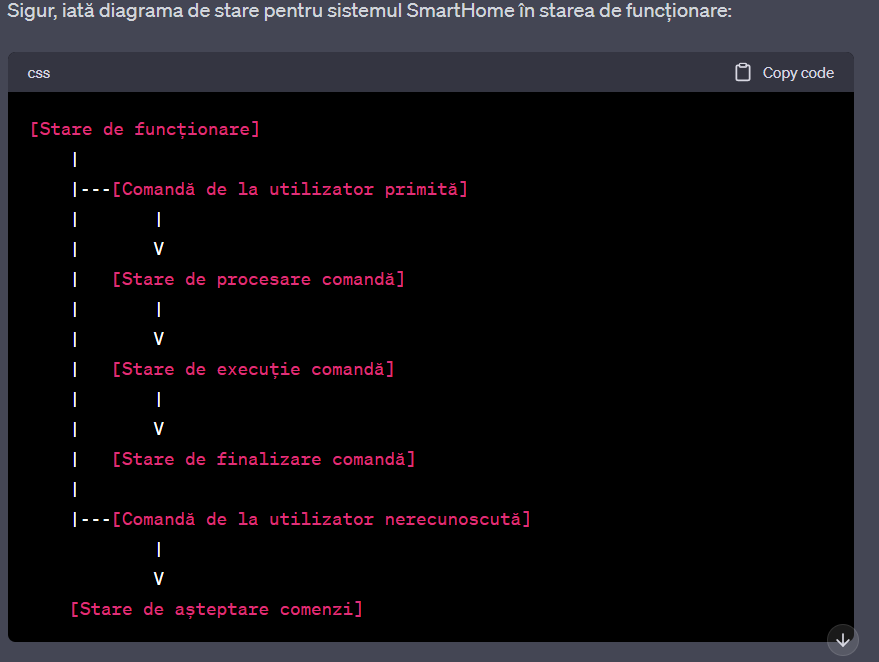 Sigur, iată diagrama de stare pentru sistemul SmartHome în starea de funcționare:
css Copy code
[Stare de funcționare]
    |
    |---[Comandă de la utilizator primită]
    |       |
    |       V
    |   [Stare de procesare comandă]
    |       |
    |       V
    |   [Stare de execuție comandă]
    |       |
    |       V
    |   [Stare de finalizare comandă]
    |
    |---[Comandă de la utilizator nerecunoscută]
            |
            V
    [Stare de așteptare comenzi]